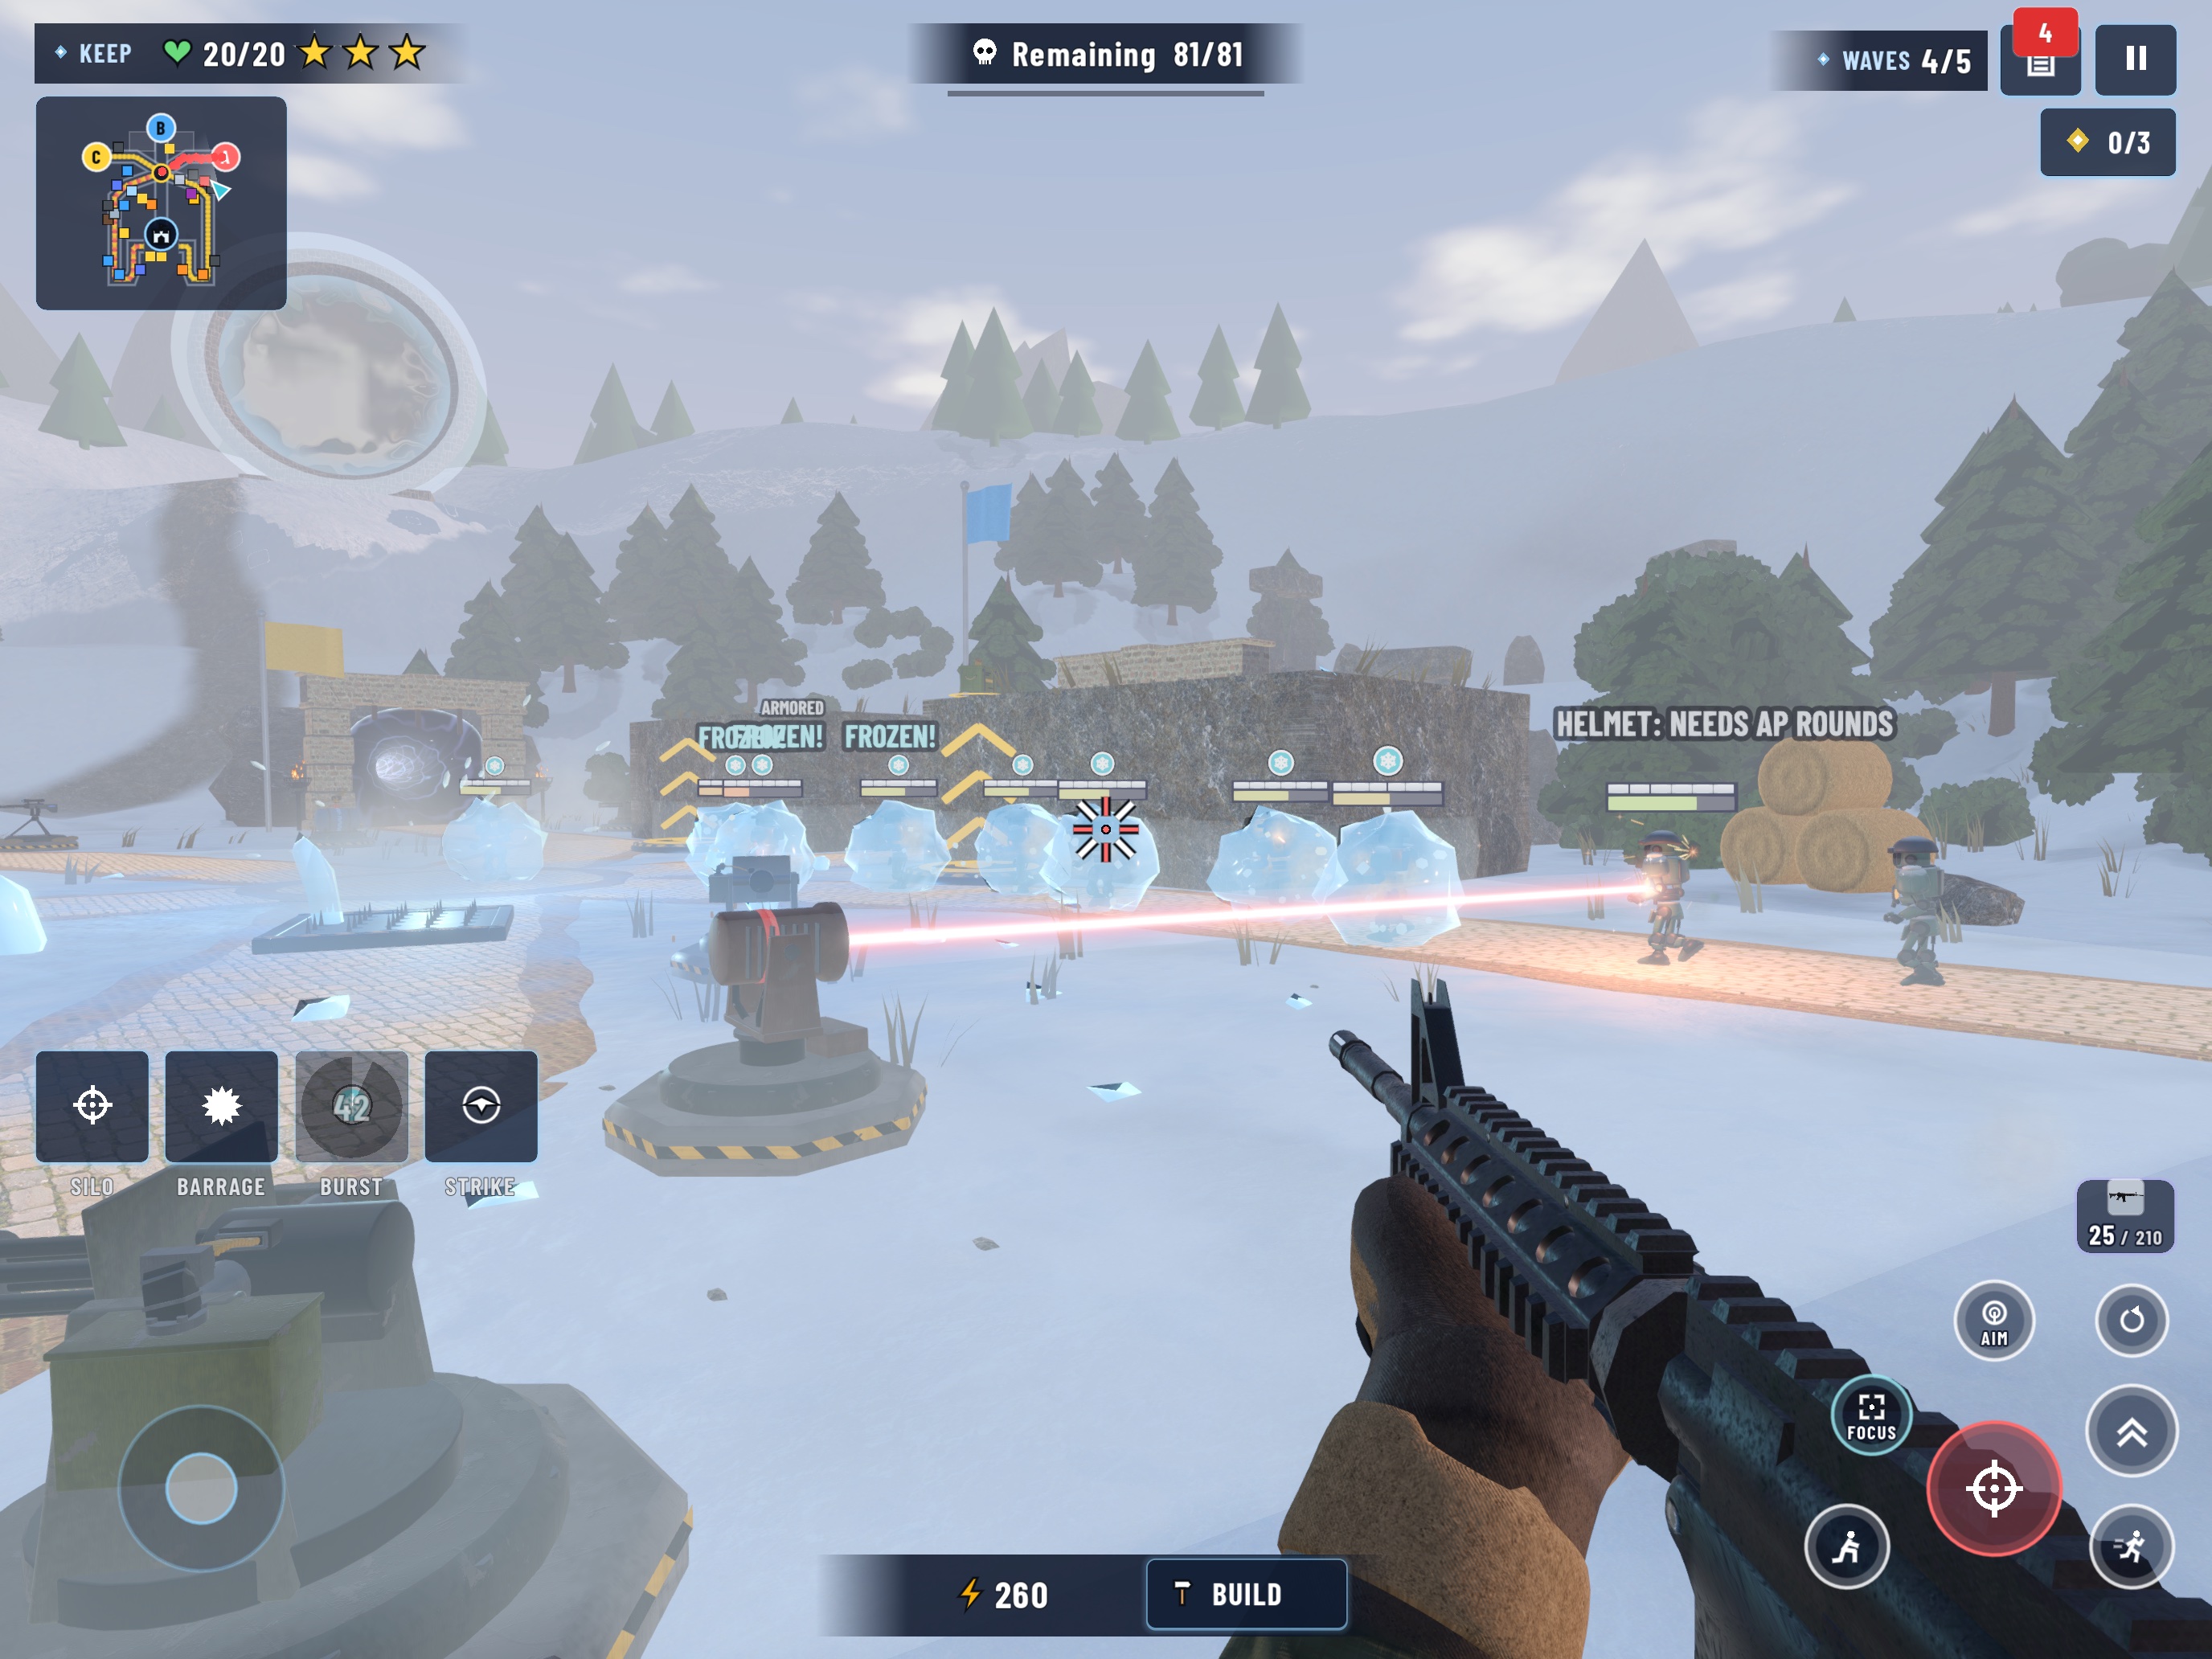 KEEP 20/20
Remaining 81/81
WAVES 4/5
4
0/3
B
C
ARMORED
FROZEN!
FROZEN!
HELMET: NEEDS AP ROUNDS
42
SILO
BARRAGE
BURST
STRIKE
25 / 210
AIM
FOCUS
260
BUILD